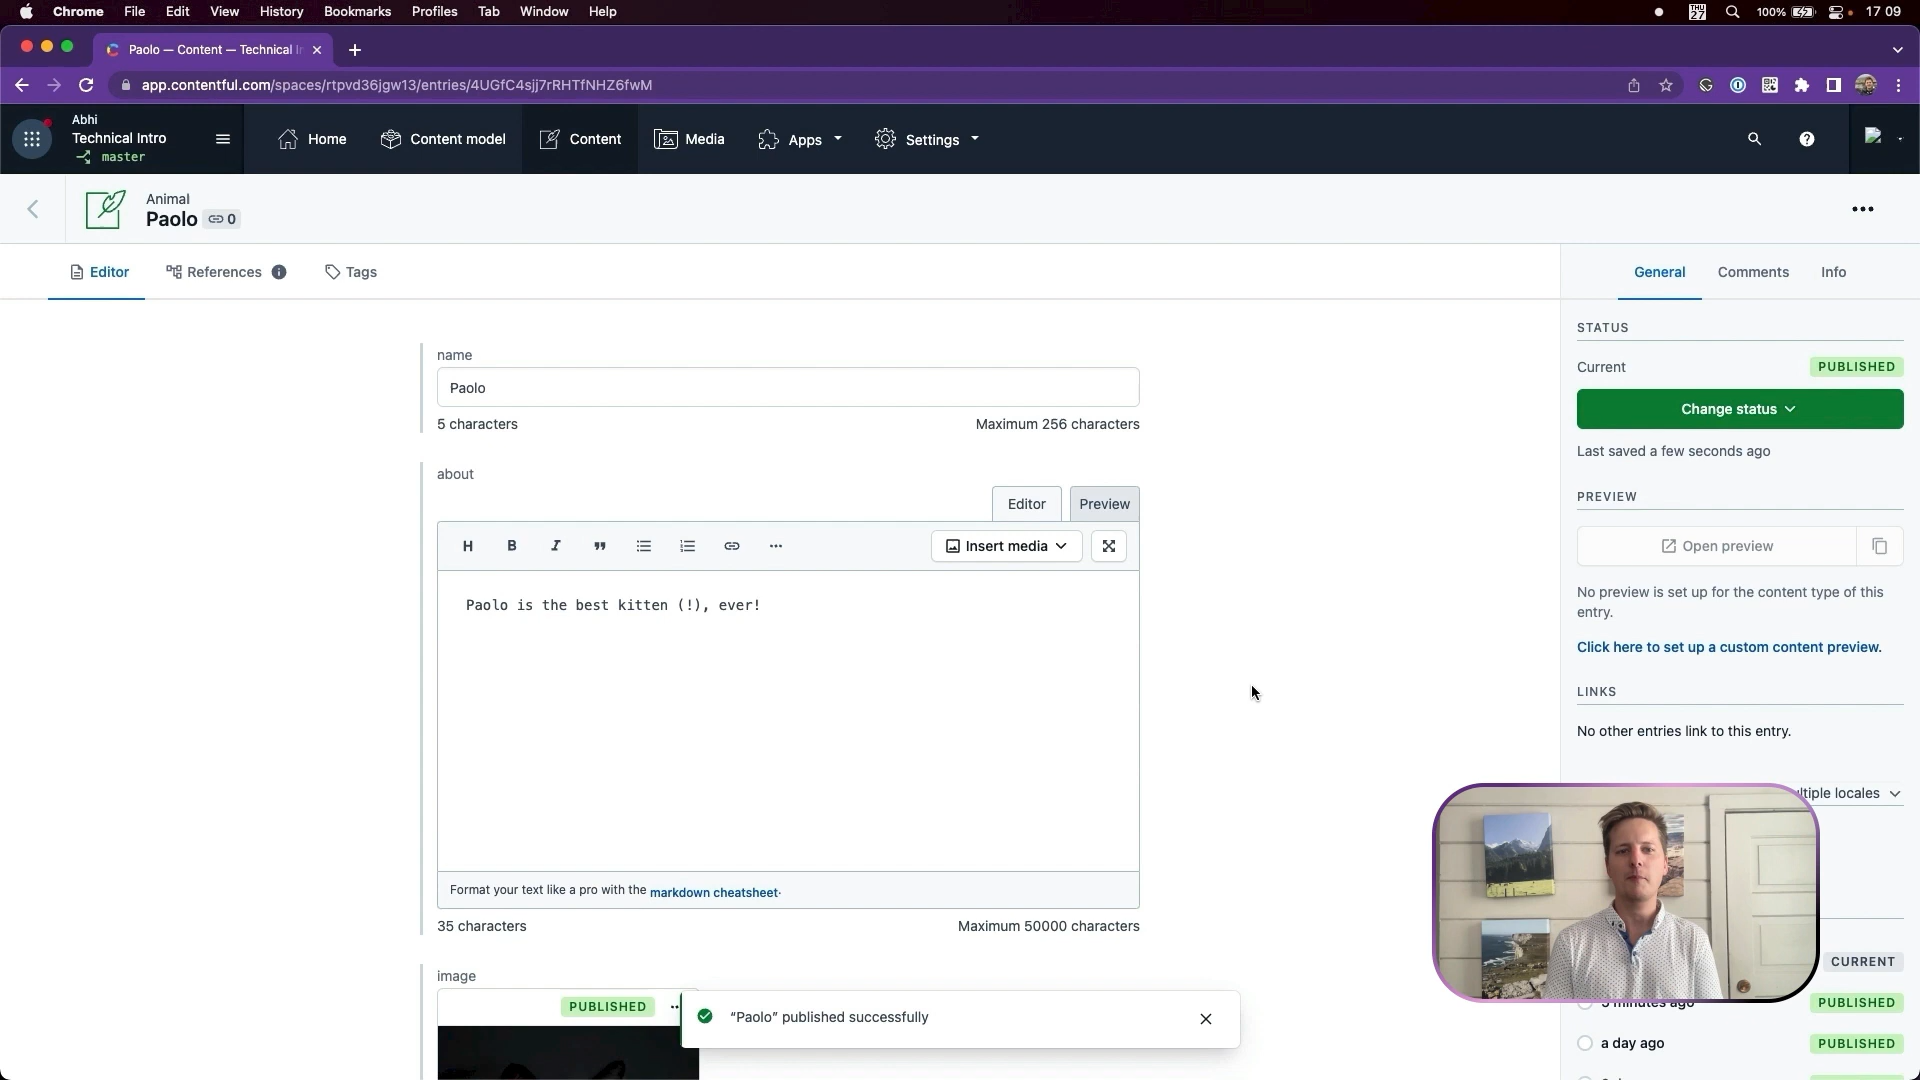 Chrome File Edit View History Bookmarks Profiles Tab Window Help
THU 27 100% 17 09
Paolo — Content — Technical I
app.contentful.com/spaces/rtpvd36jgw13/entries/4UGfC4sjj7rRHTfNHZ6fwM
Abhi
Technical Intro
master
Home Content model Content Media Apps Settings
Animal
Paolo 0
Editor References Tags
General Comments Info
name
Paolo
5 characters Maximum 256 characters
about
Editor Preview
H B I Insert media
Paolo is the best kitten (!), ever!
Format your text like a pro with the markdown cheatsheet.
35 characters Maximum 50000 characters
image
PUBLISHED
“Paolo” published successfully
STATUS
Current PUBLISHED
Change status
Last saved a few seconds ago
PREVIEW
Open preview
No preview is set up for the content type of this
entry.
Click here to set up a custom content preview.
LINKS
No other entries link to this entry.
ltiple locales
CURRENT
minutes ago PUBLISHED
a day ago PUBLISHED